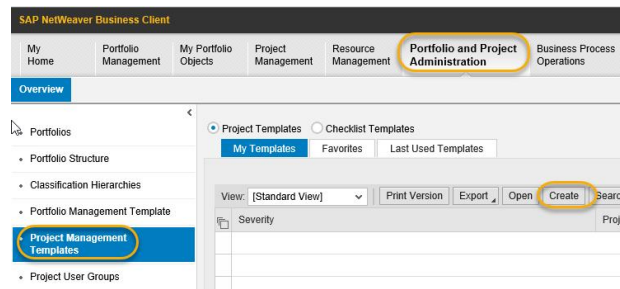 SAP NetWeaver Business Client
My Home
Portfolio Management
My Portfolio Objects
Project Management
Resource Management
Portfolio and Project Administration
Business Process Operations
Overview
Portfolios
Portfolio Structure
Classification Hierarchies
Portfolio Management Template
Project Management
Templates
Project User Groups
Project Templates Checklist Templates
My Templates Favorites Last Used Templates
View: [Standard View] Print Version Export Open Create Searc
Severity Proj